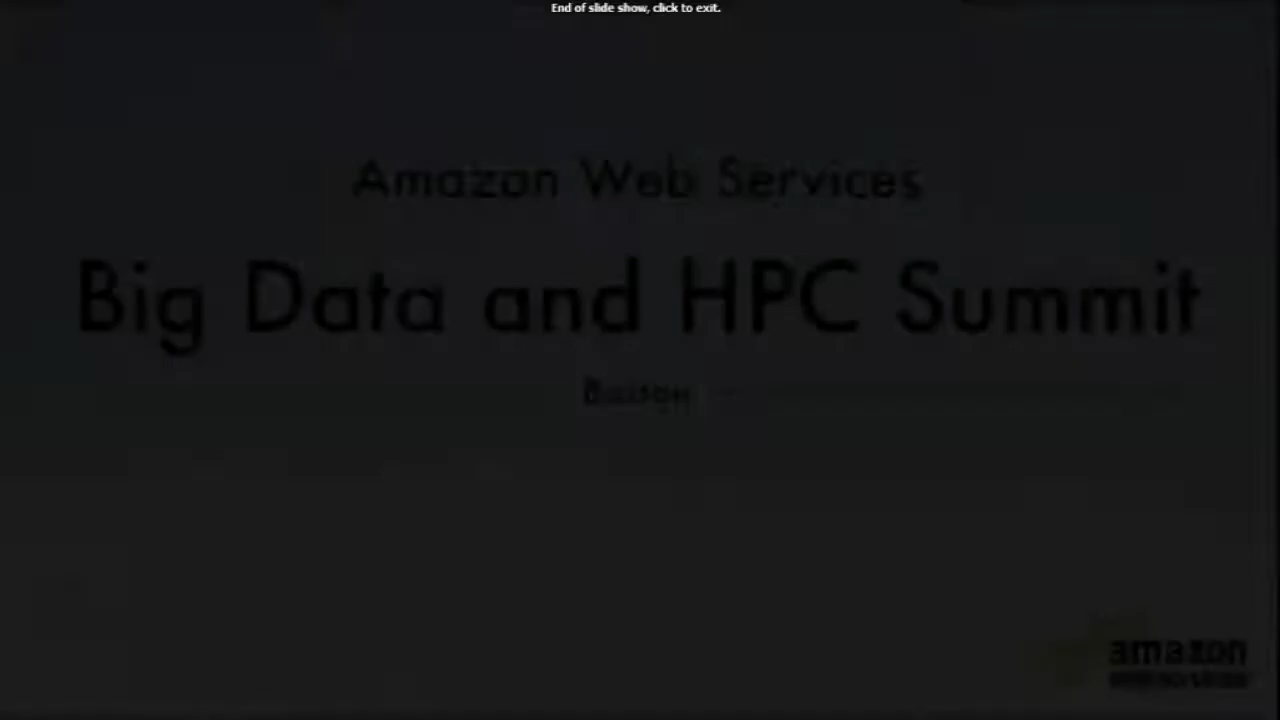 End of slide show, click to exit.
Amazon Web Services
Big Data and HPC Summit
Boston
amazon